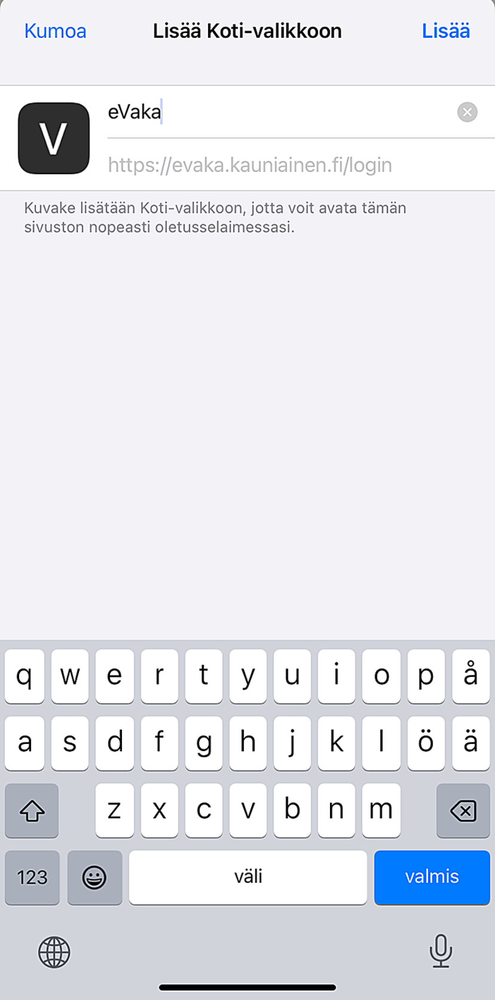 Kumoa Lisää Koti-valikkoon Lisää
V
eVaka
https://evaka.kauniainen.fi/login
Kuvake lisätään Koti-valikkoon, jotta voit avata tämän
sivuston nopeasti oletusselaimessasi.
q w e r t y u i o p å
a s d f g h j k l ö ä
z x c v b n m
123 väli valmis